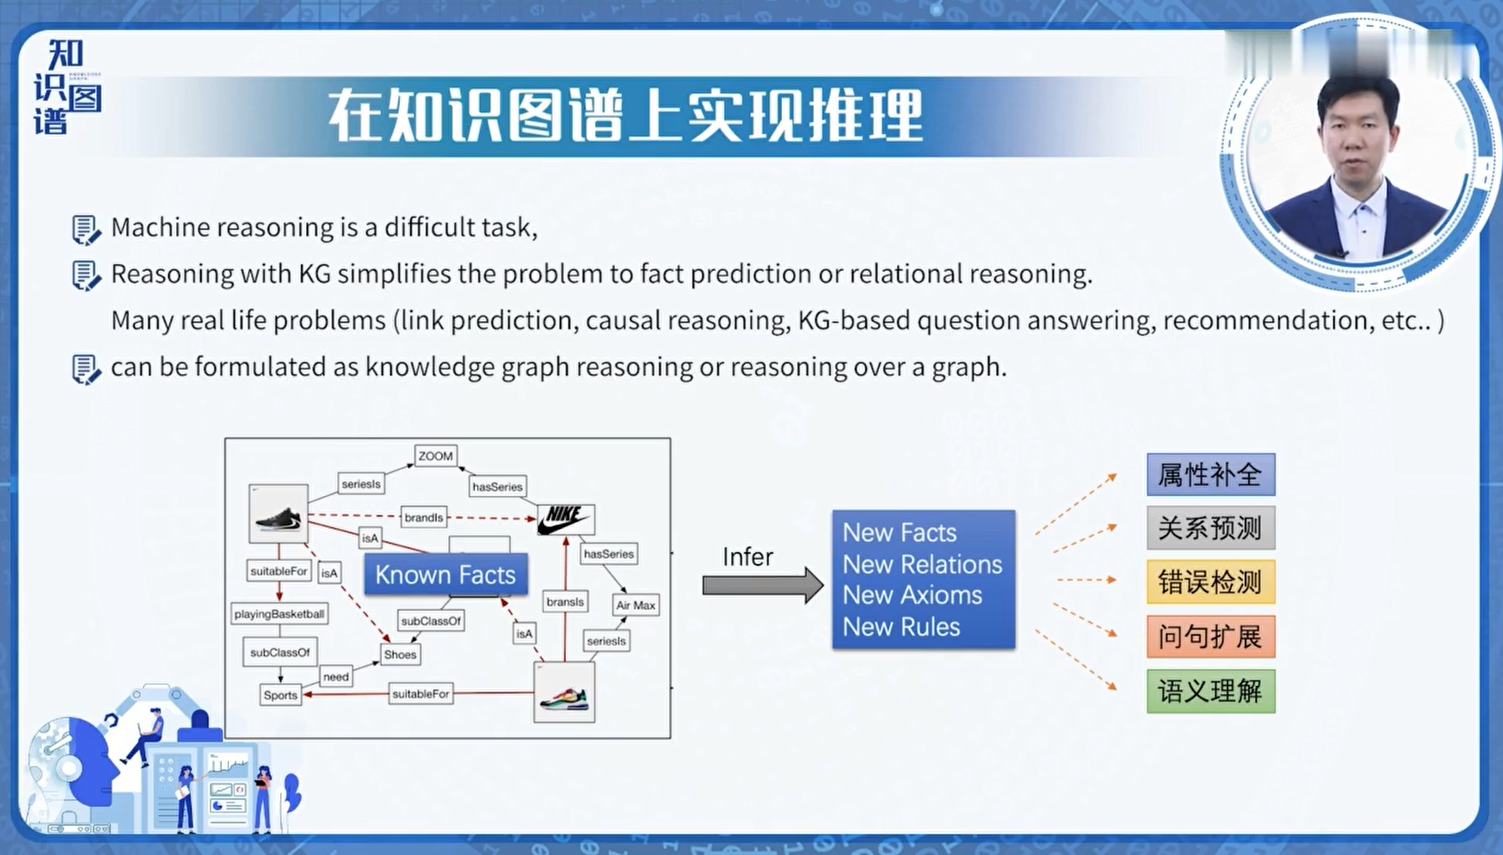 知
识图
谱
KNOWLEDGE
GRAPH
在知识图谱上实现推理
Machine reasoning is a difficult task,
Reasoning with KG simplifies the problem to fact prediction or relational reasoning.
Many real life problems (link prediction, causal reasoning, KG-based question answering, recommendation, etc.. )
can be formulated as knowledge graph reasoning or reasoning over a graph.
ZOOM
seriesIs
hasSeries
brandIs
NIKE
isA
hasSeries
Known Facts
suitableFor
isA
bransIs
Air Max
playingBasketball
subClassOf
isA
seriesIs
subClassOf
Shoes
need
Sports
suitableFor
Infer
New Facts
New Relations
New Axioms
New Rules
属性补全
关系预测
错误检测
问句扩展
语义理解